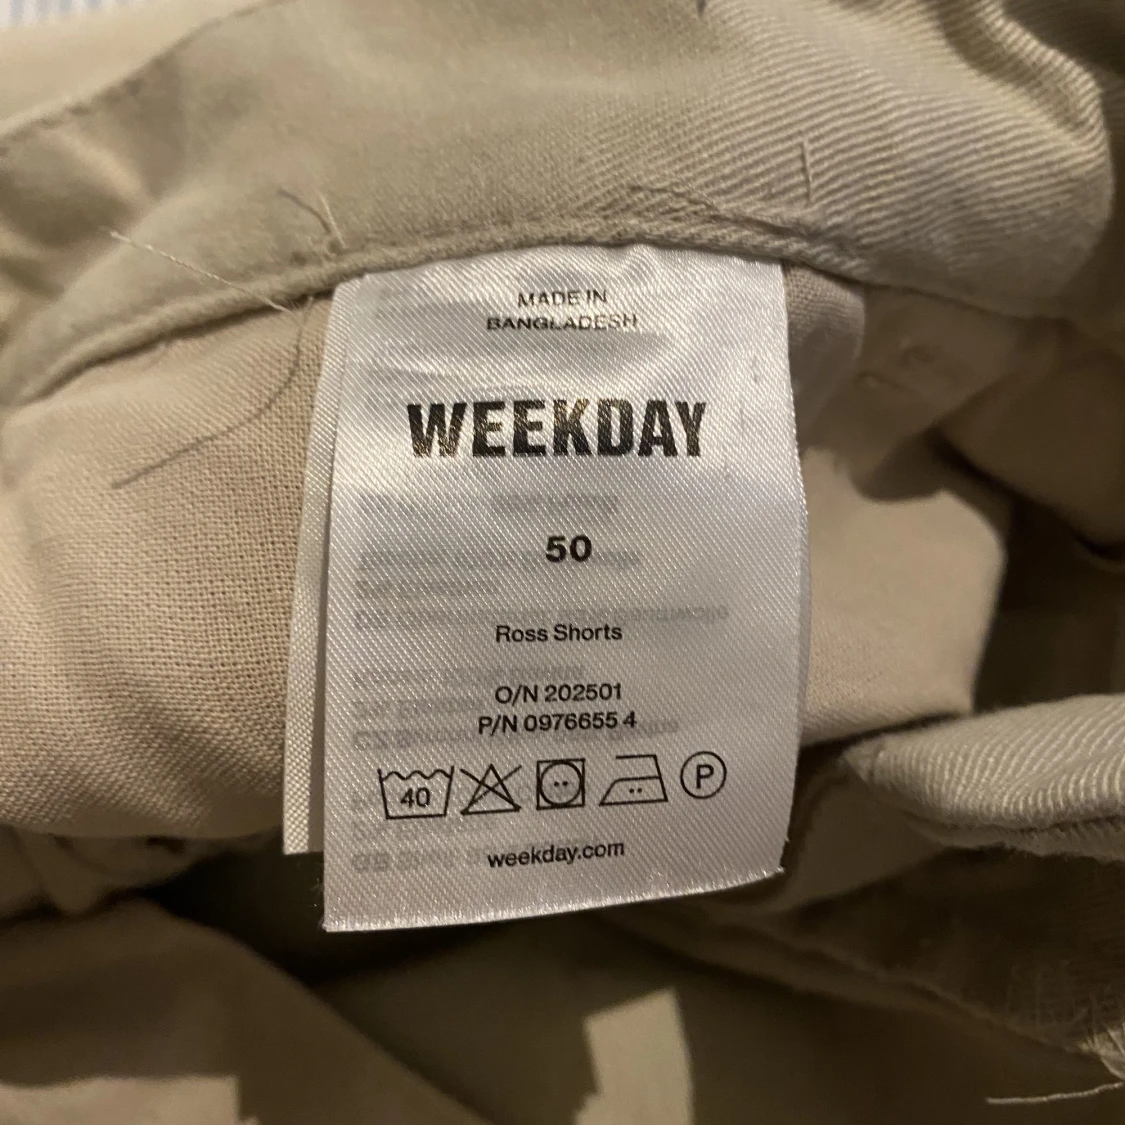 MADE IN
BANGLADESH
WEEKDAY
50
Ross Shorts
O/N 202501
P/N 0976655 4
40 P
weekday.com